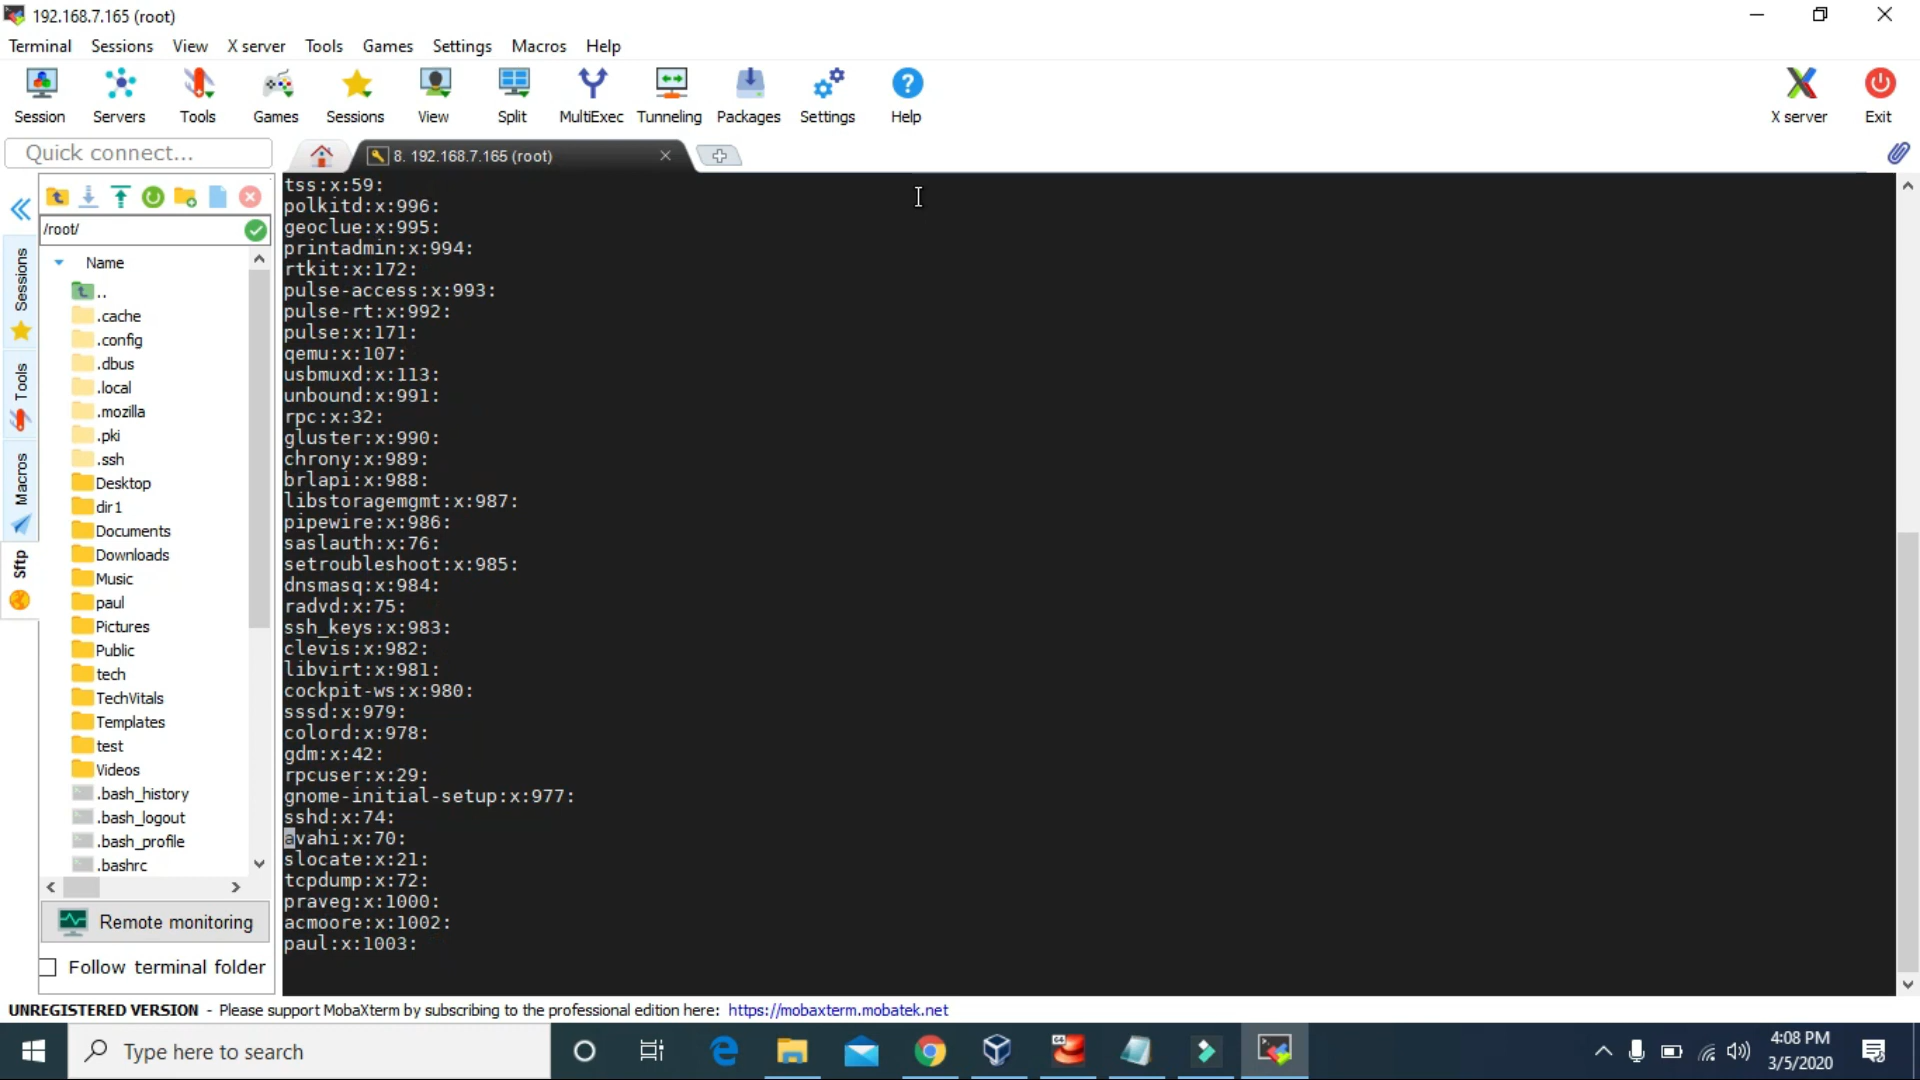 192.168.7.165 (root)
Terminal Sessions View X server Tools Games Settings Macros Help
Session Servers Tools Games Sessions View Split MultiExec Tunneling Packages Settings Help X server Exit
Quick connect...
8. 192.168.7.165 (root)
/root/
Name
..
.cache
.config
.dbus
.local
.mozilla
.pki
.ssh
Desktop
dir1
Documents
Downloads
Music
paul
Pictures
Public
tech
TechVitals
Templates
test
Videos
.bash_history
.bash_logout
.bash_profile
.bashrc
Sessions
Tools
Macros
Sftp
Remote monitoring
Follow terminal folder
tss:x:59:
polkitd:x:996:
geoclue:x:995:
printadmin:x:994:
rtkit:x:172:
pulse-access:x:993:
pulse-rt:x:992:
pulse:x:171:
qemu:x:107:
usbmuxd:x:113:
unbound:x:991:
rpc:x:32:
gluster:x:990:
chrony:x:989:
brlapi:x:988:
libstoragemgmt:x:987:
pipewire:x:986:
saslauth:x:76:
setroubleshoot:x:985:
dnsmasq:x:984:
radvd:x:75:
ssh_keys:x:983:
clevis:x:982:
libvirt:x:981:
cockpit-ws:x:980:
sssd:x:979:
colord:x:978:
gdm:x:42:
rpcuser:x:29:
gnome-initial-setup:x:977:
sshd:x:74:
avahi:x:70:
slocate:x:21:
tcpdump:x:72:
praveg:x:1000:
acmoore:x:1002:
paul:x:1003:
UNREGISTERED VERSION - Please support MobaXterm by subscribing to the professional edition here: https://mobaxterm.mobatek.net
Type here to search
4:08 PM
3/5/2020